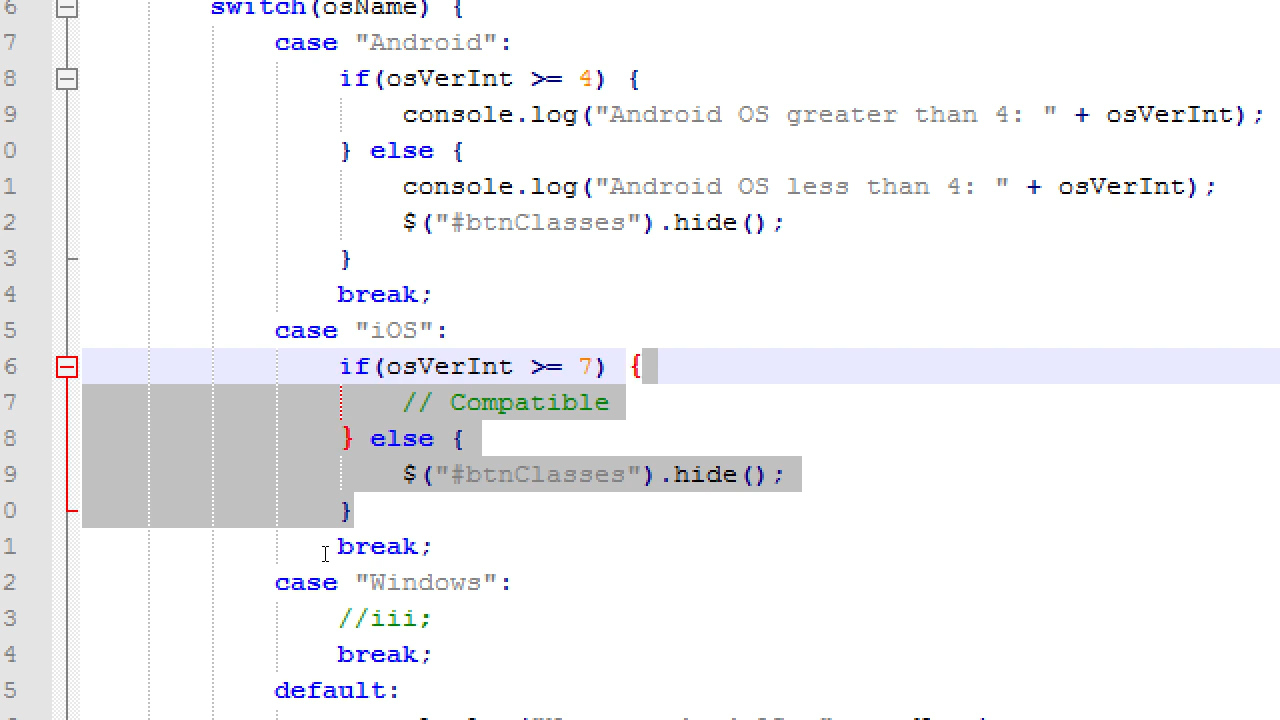 6 switch(osName) {
7 case "Android":
8 if(osVerInt >= 4) {
9 console.log("Android OS greater than 4: " + osVerInt);
0 } else {
1 console.log("Android OS less than 4: " + osVerInt);
2 $("#btnClasses").hide();
3 }
4 break;
5 case "iOS":
6 if(osVerInt >= 7) {
7 // Compatible
8 } else {
9 $("#btnClasses").hide();
0 }
1 break;
2 case "Windows":
3 //iii;
4 break;
5 default: